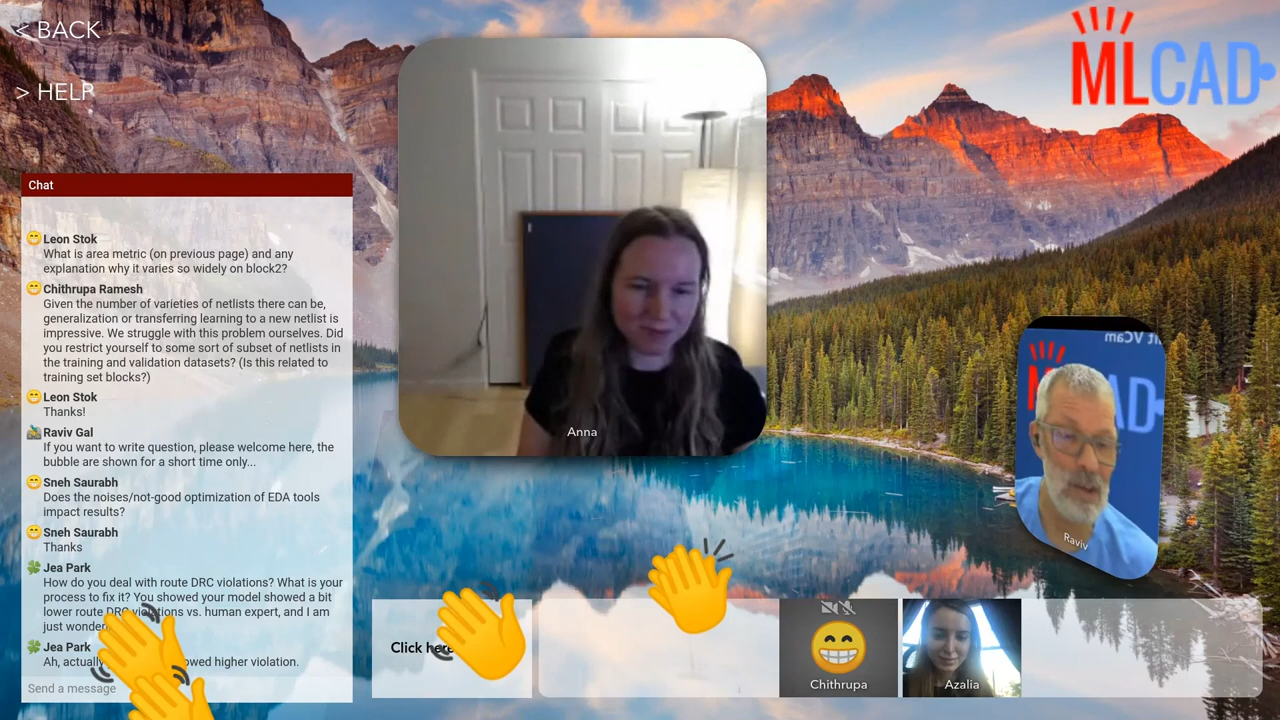 < BACK
> HELP
MLCAD
Chat
Leon Stok
What is area metric (on previous page) and any
explanation why it varies so widely on block2?
Chithrupa Ramesh
Given the number of varieties of netlists there can be,
generalization or transferring learning to a new netlist is
impressive. We struggle with this problem ourselves. Did
you restrict yourself to some sort of subset of netlists in
the training and validation datasets? (Is this related to
training set blocks?)
Leon Stok
Thanks!
Raviv Gal
If you want to write question, please welcome here, the
bubble are shown for a short time only...
Sneh Saurabh
Does the noises/not-good optimization of EDA tools
impact results?
Sneh Saurabh
Thanks
Jea Park
How do you deal with route DRC violations? What is your
process to fix it? You showed your model showed a bit
lower route DRC violations vs. human expert, and I am
just
Jea Park
Ah, actually higher violation.
Send a message
Anna
Raviv
Click here
Chithrupa
Azalia